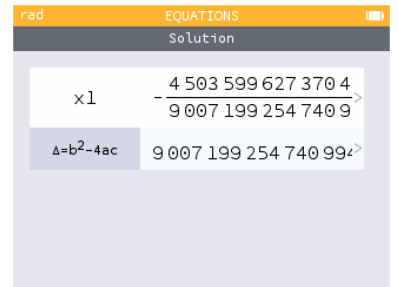 rad EQUATIONS
Solution
x1 -4 503 599 627 370 4/9 007 199 254 740 9 >
Δ=b²-4ac 9 007 199 254 740 99 >